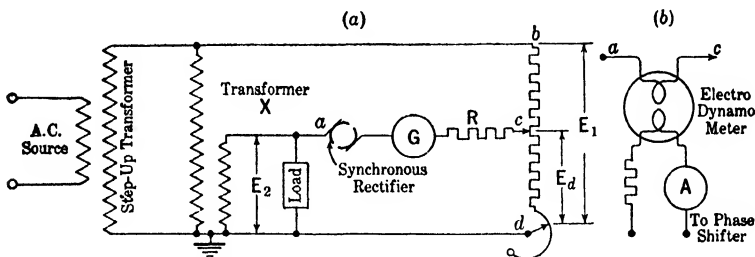 (a)
(b)
b
a
c
A.C.
Source
Step-Up Transformer
Transformer
X
a
G
R
c
E1
Electro
Dynamo
Meter
E2
Load
Synchronous
Rectifier
Ed
A
d
To Phase
Shifter